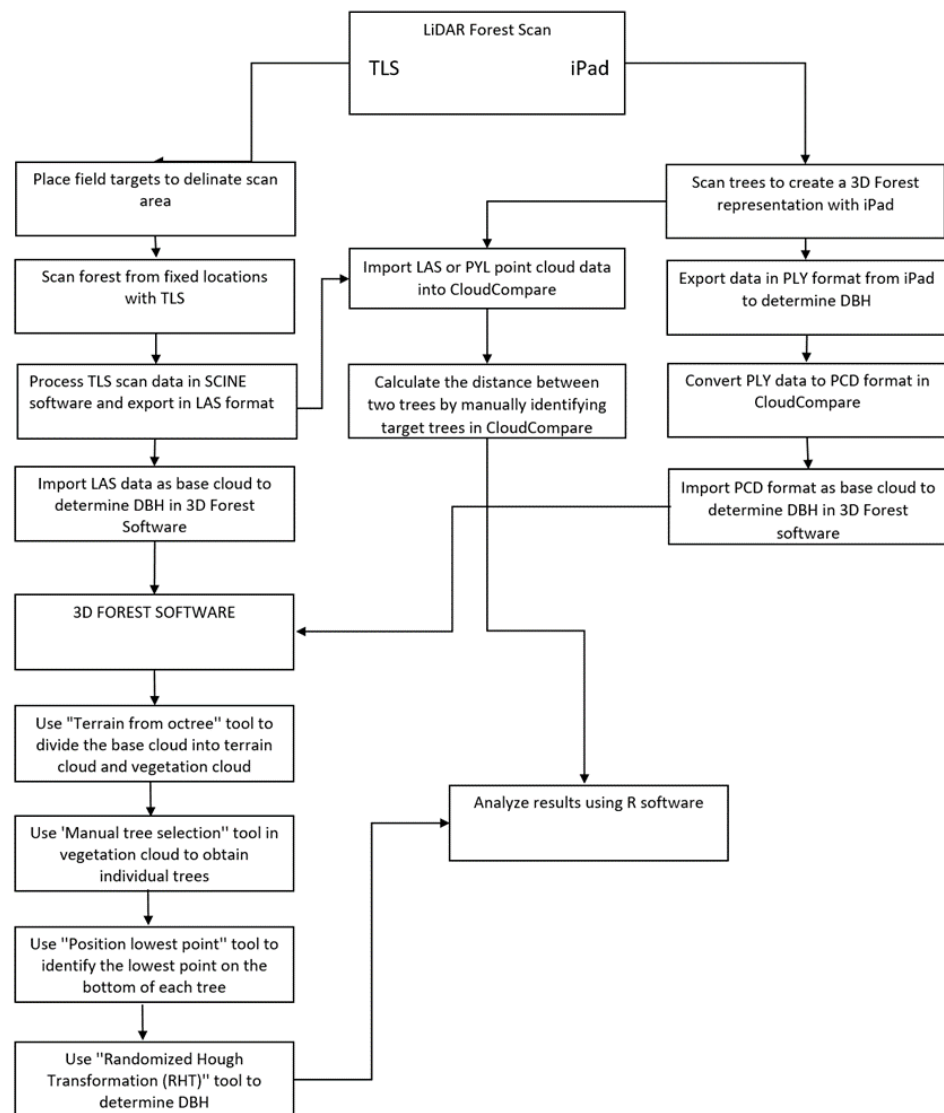 LiDAR Forest Scan
TLS iPad
Place field targets to delinate scan
area
Scan forest from fixed locations
with TLS
Process TLS scan data in SCINE
software and export in LAS format
Import LAS data as base cloud to
determine DBH in 3D Forest
Software
3D FOREST SOFTWARE
Use "Terrain from octree" tool to
divide the base cloud into terrain
cloud and vegetation cloud
Use 'Manual tree selection" tool in
vegetation cloud to obtain
individual trees
Use "Position lowest point" tool to
identify the lowest point on the
bottom of each tree
Use "Randomized Hough
Transformation (RHT)" tool to
determine DBH
Import LAS or PYL point cloud data
into CloudCompare
Calculate the distance between
two trees by manually identifying
target trees in CloudCompare
Scan trees to create a 3D Forest
representation with iPad
Export data in PLY format from iPad
to determine DBH
Convert PLY data to PCD format in
CloudCompare
Import PCD format as base cloud to
determine DBH in 3D Forest
software
Analyze results using R software